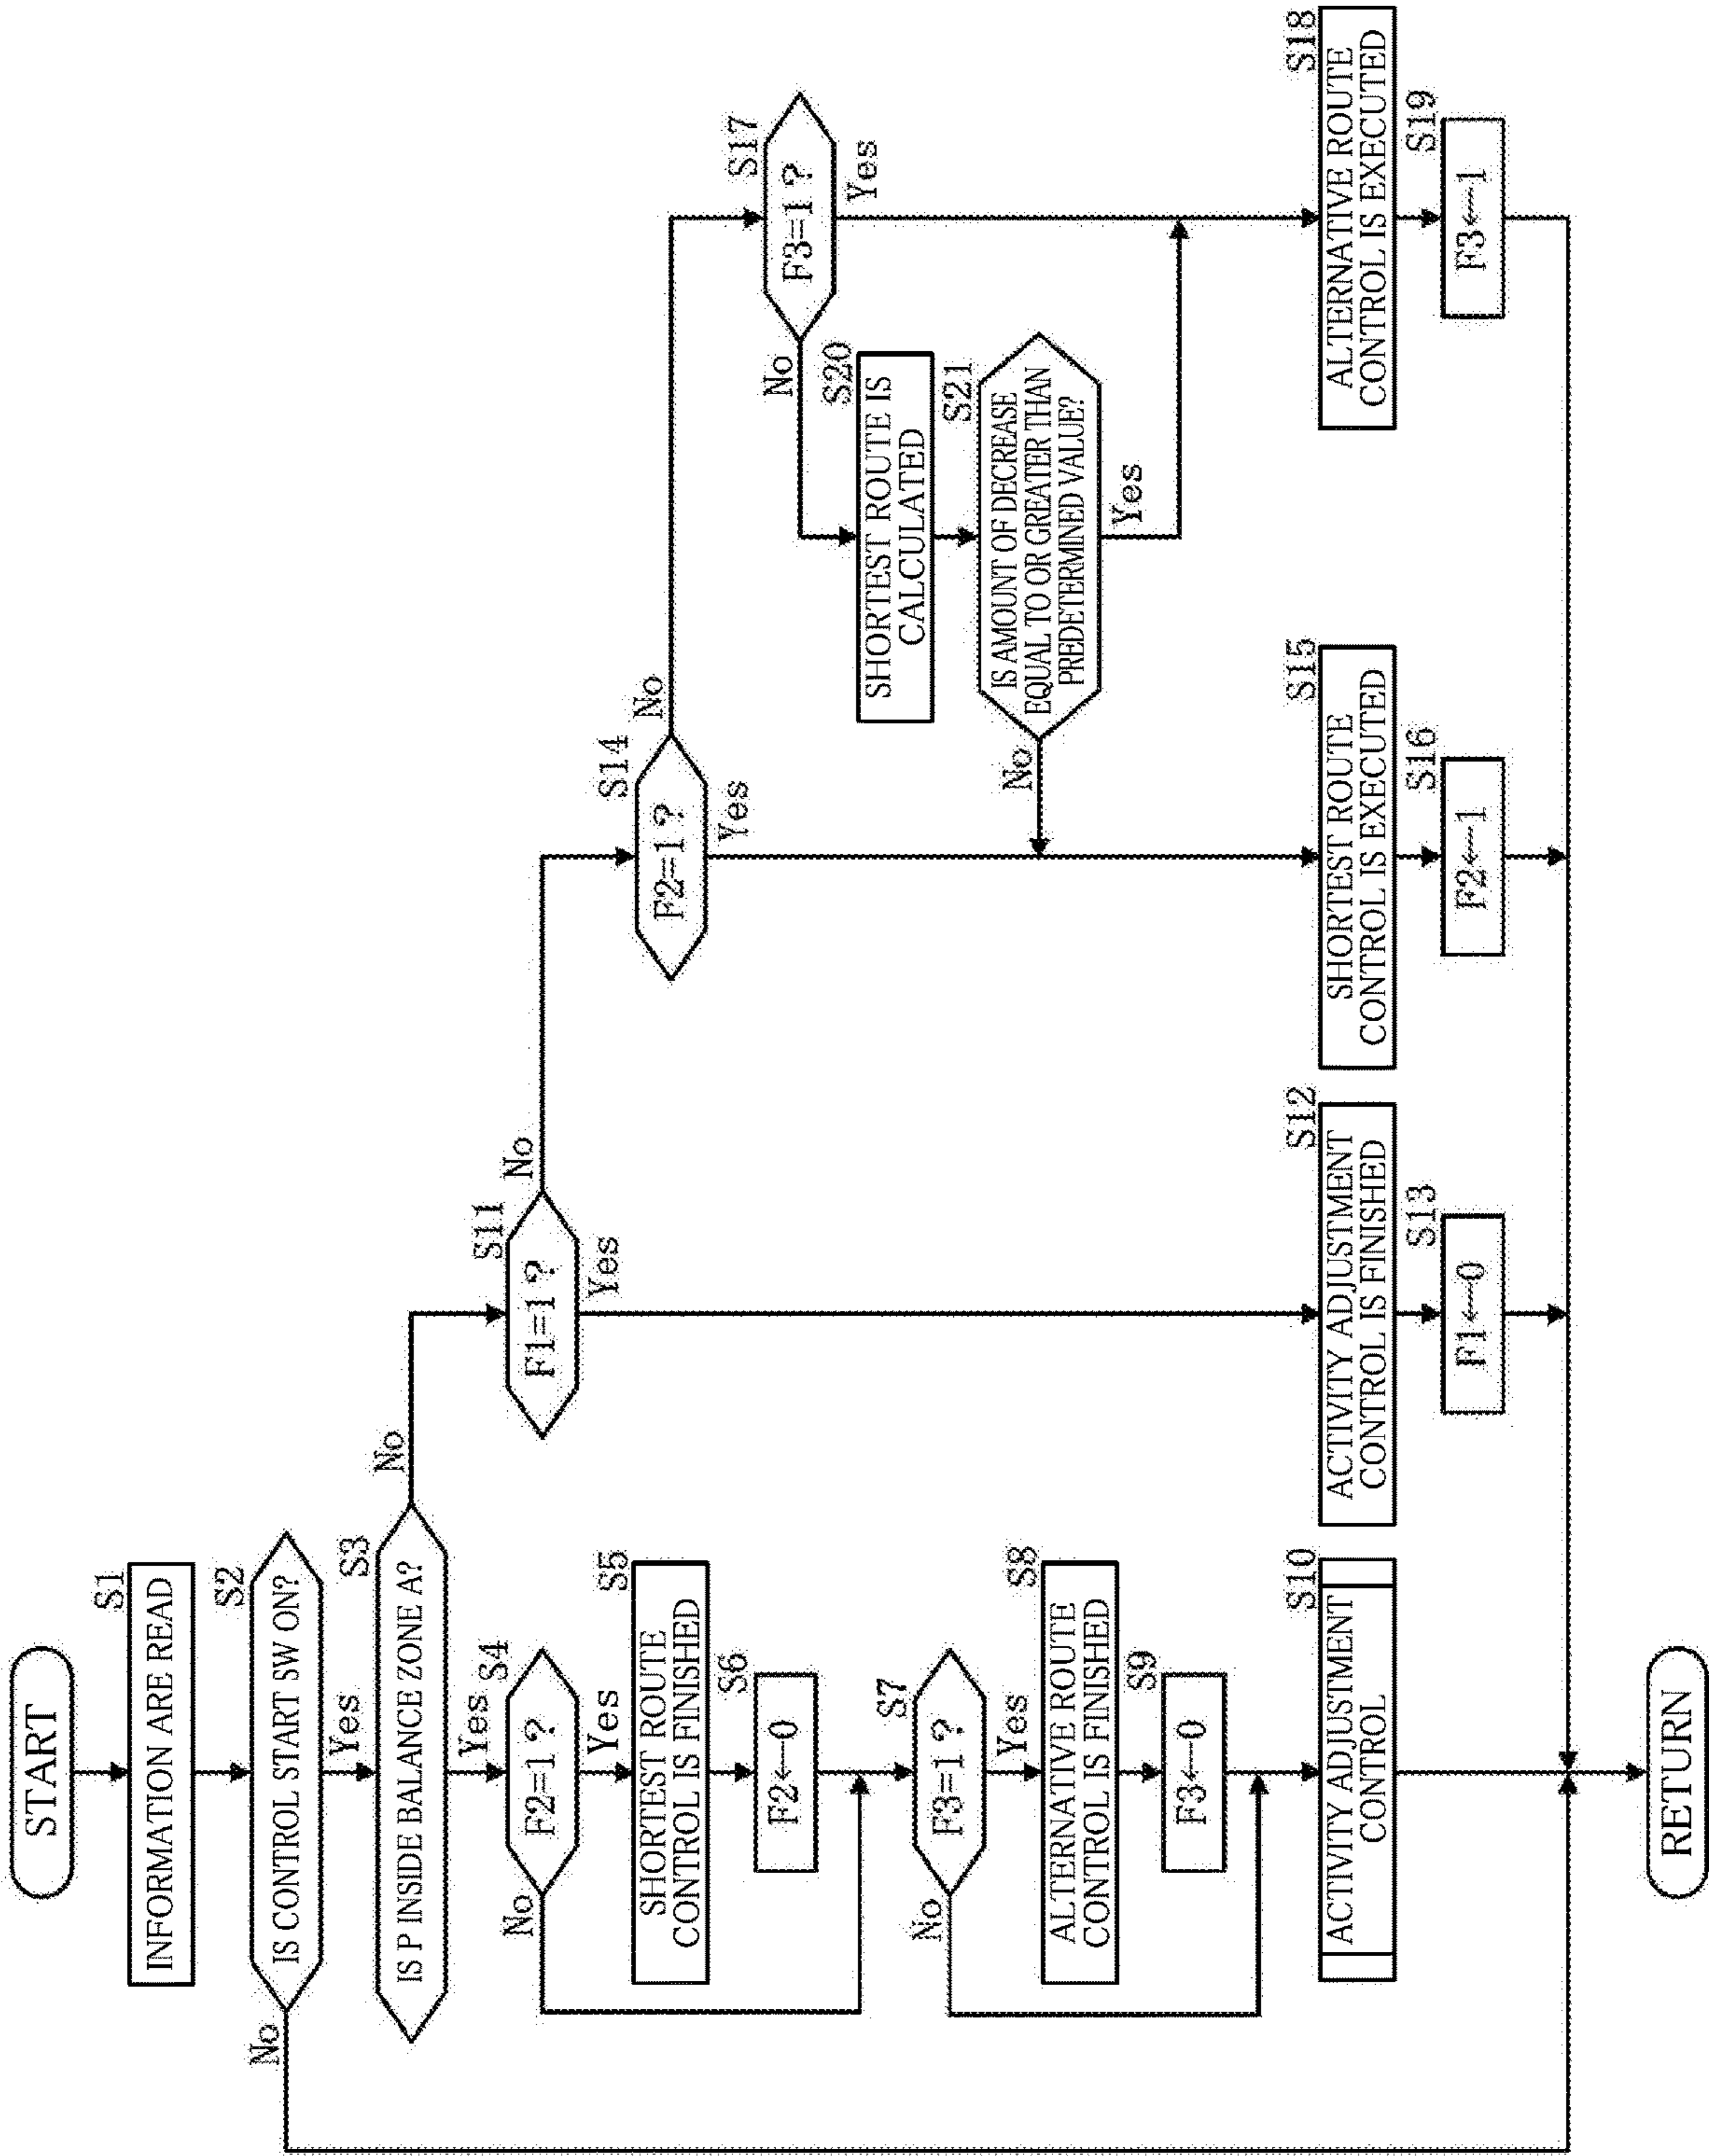 START
S1
INFORMATION ARE READ
S2
IS CONTROL START SW ON?
No
Yes
S3
IS P INSIDE BALANCE ZONE A?
No
Yes
S4
F2=1 ?
No
Yes
S5
SHORTEST ROUTE
CONTROL IS FINISHED
S6
F2←0
S7
F3=1 ?
No
Yes
S8
ALTERNATIVE ROUTE
CONTROL IS FINISHED
S9
F3←0
S10
ACTIVITY ADJUSTMENT
CONTROL
S11
F1=1 ?
No
Yes
S12
ACTIVITY ADJUSTMENT
CONTROL IS FINISHED
S13
F1←0
S14
F2=1 ?
No
Yes
S15
SHORTEST ROUTE
CONTROL IS EXECUTED
S16
F2←1
S17
F3=1 ?
No
Yes
S20
SHORTEST ROUTE IS
CALCULATED
S21
IS AMOUNT OF DECREASE
EQUAL TO OR GREATER THAN
PREDETERMINED VALUE?
No
Yes
S18
ALTERNATIVE ROUTE
CONTROL IS EXECUTED
S19
F3←1
RETURN